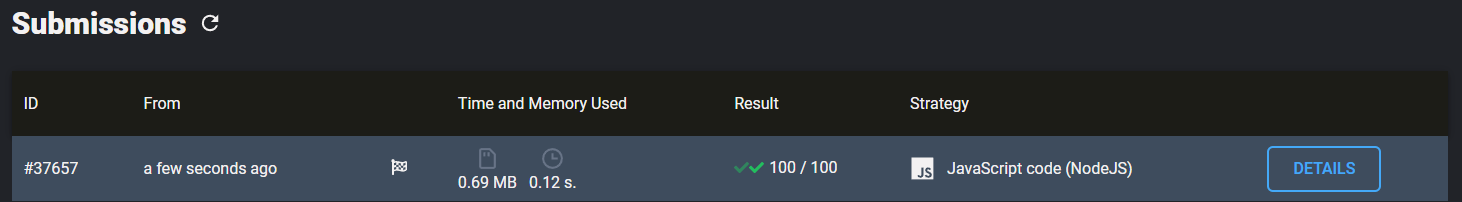 Submissions
ID From Time and Memory Used Result Strategy
#37657 a few seconds ago 0.69 MB 0.12 s. 100 / 100 JS JavaScript code (NodeJS) DETAILS